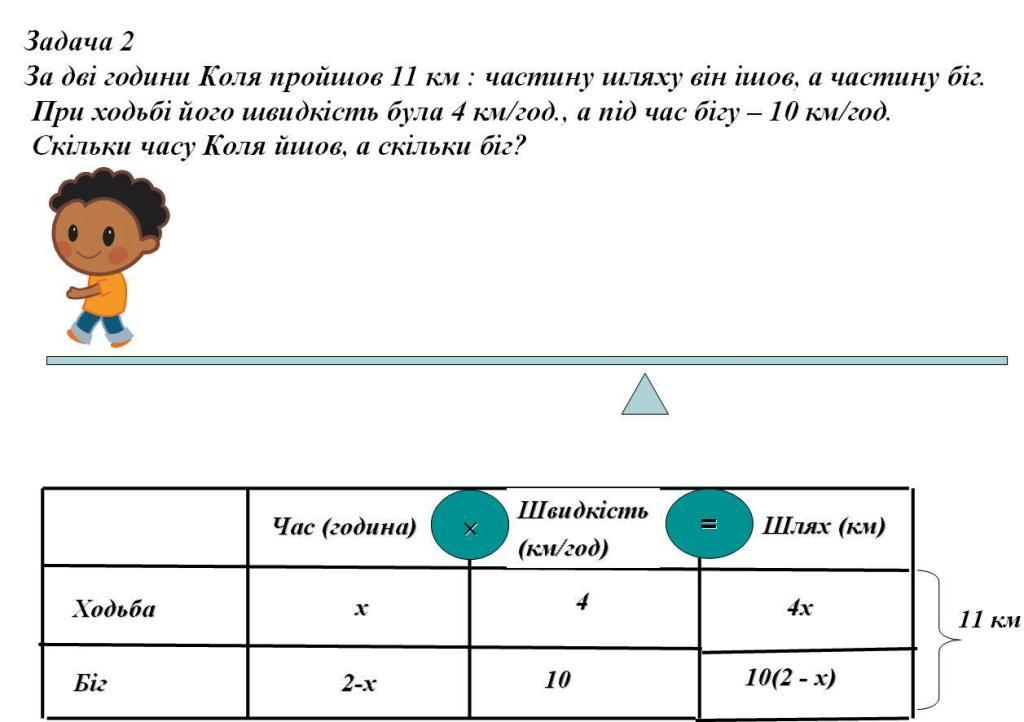 Задача 2
За дві години Коля пройшов 11 км : частину шляху він ішов, а частину біг.
При ходьбі його швидкість була 4 км/год., а під час бігу – 10 км/год.
Скільки часу Коля йшов, а скільки біг?
Час (година) × Швидкість (км/год) = Шлях (км)
Ходьба х 4 4х
11 км
Біг 2-х 10 10(2 - х)